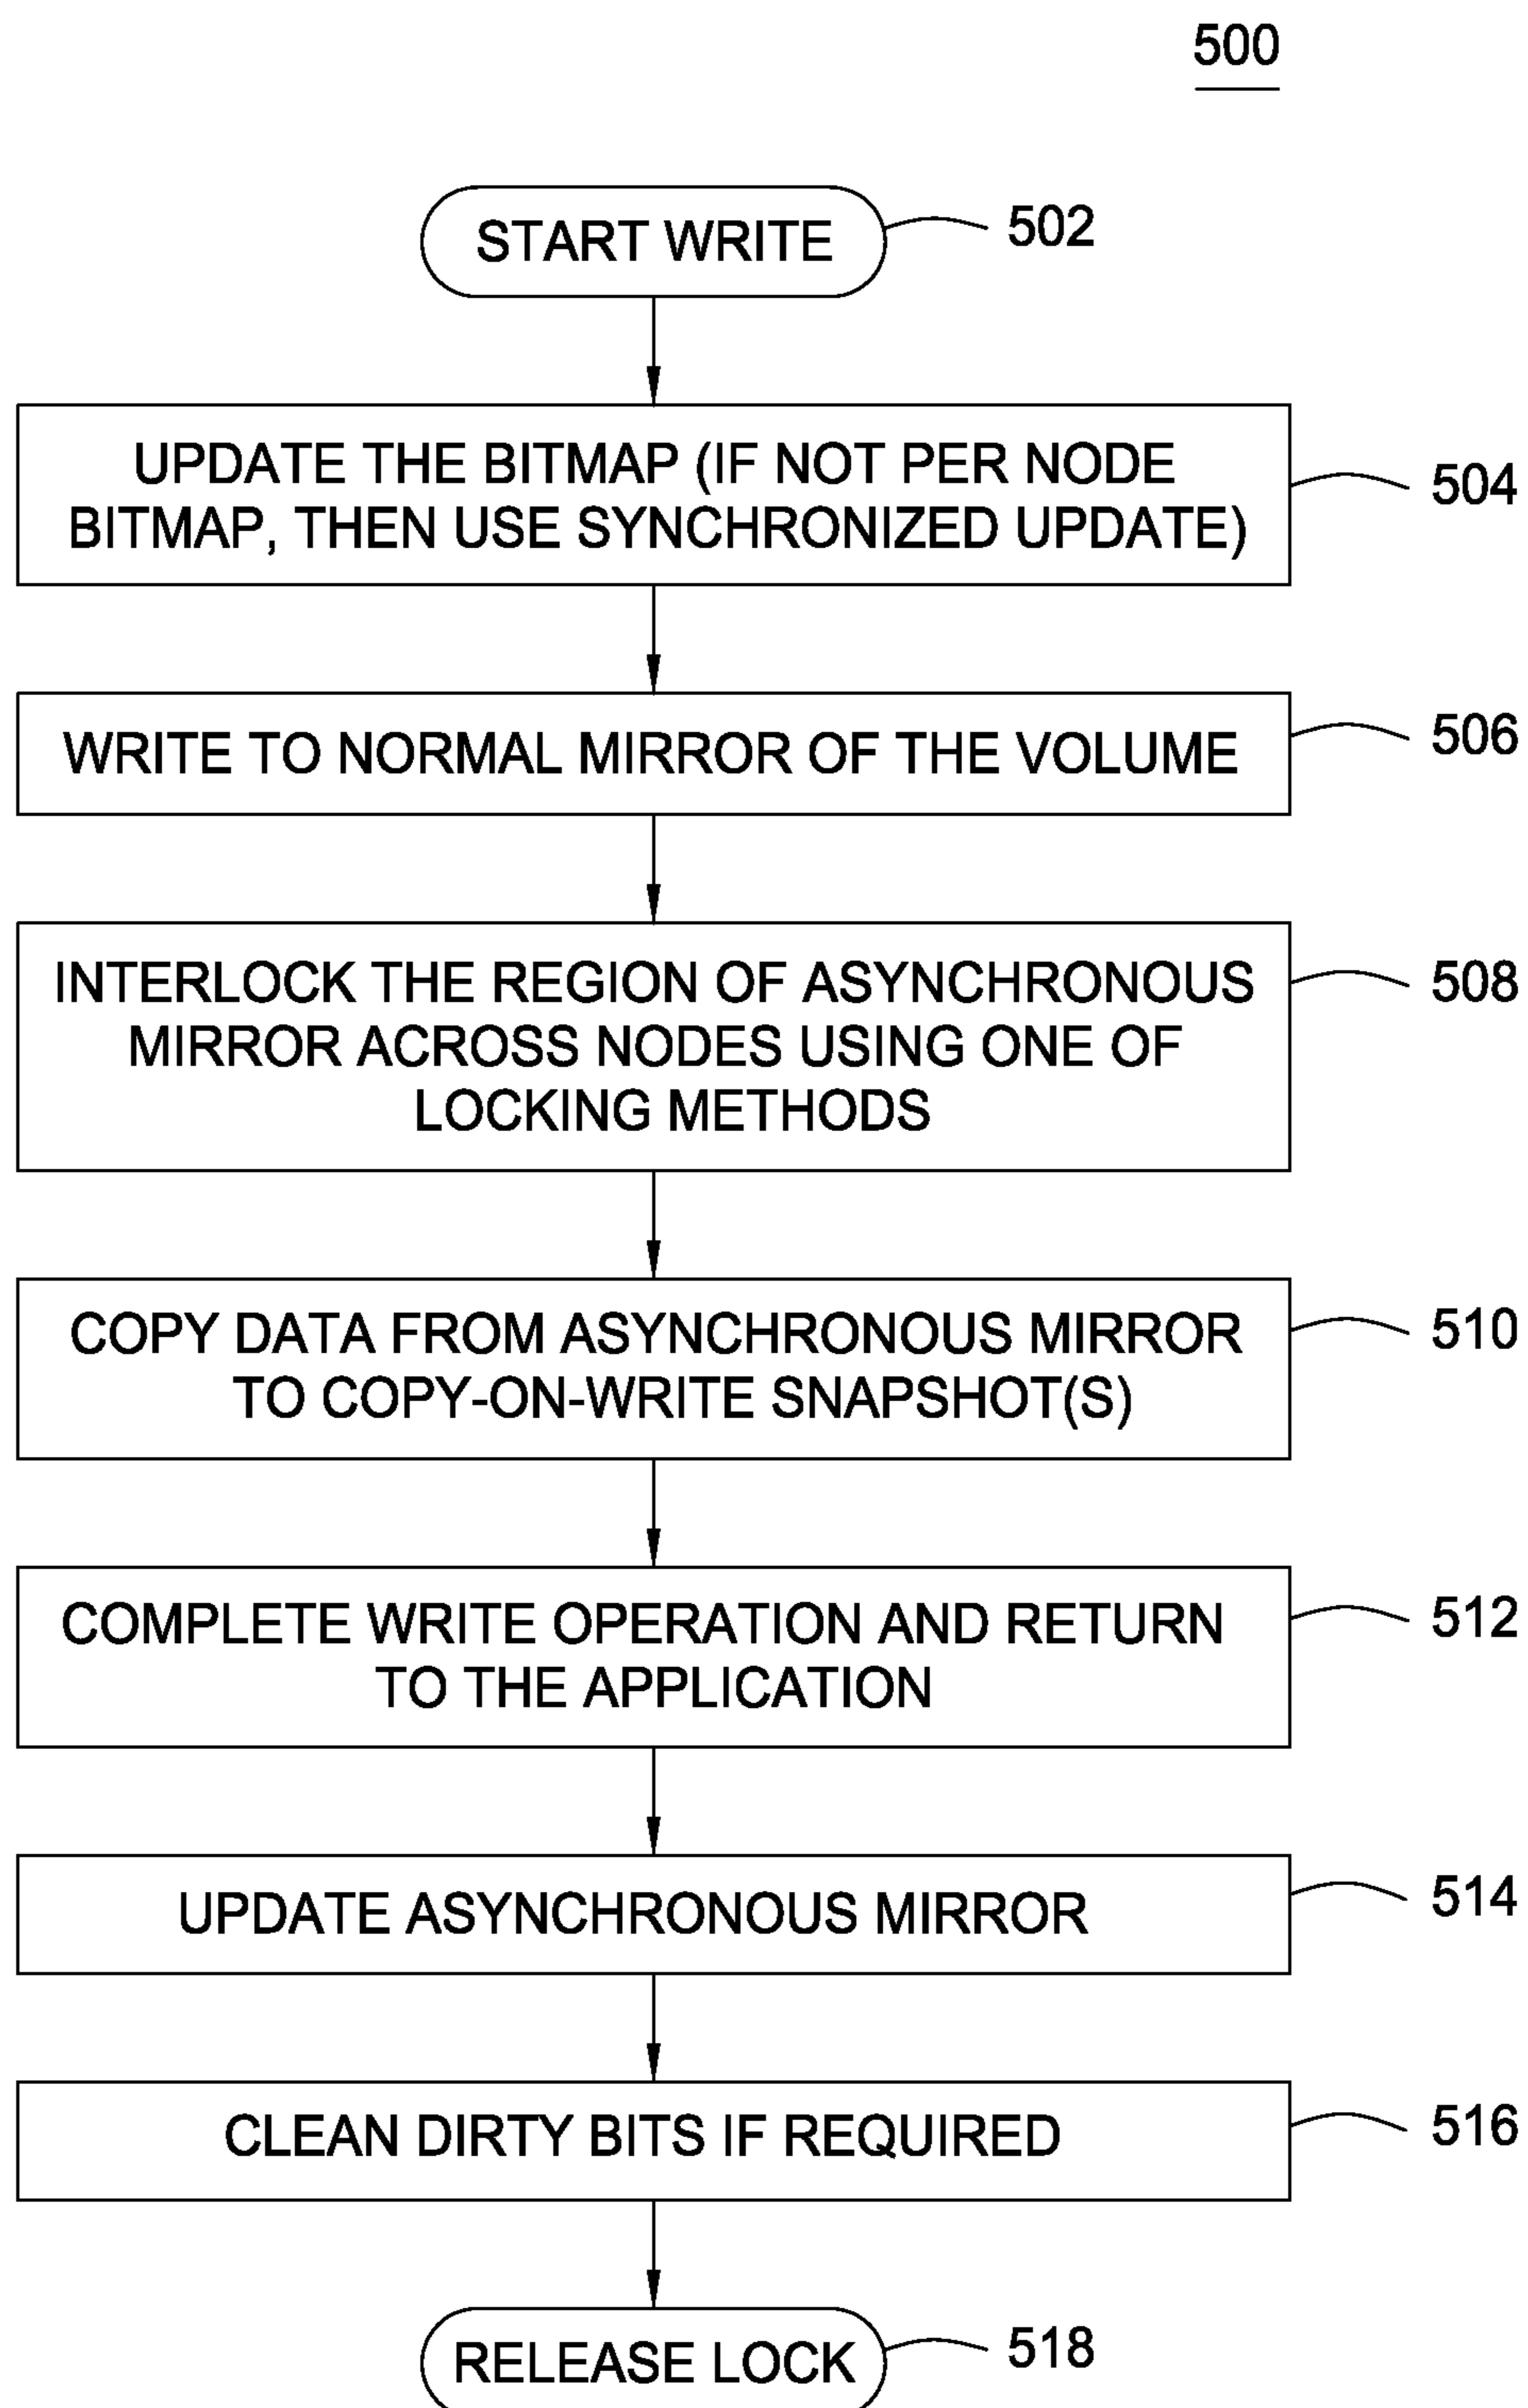 500
START WRITE
502
UPDATE THE BITMAP (IF NOT PER NODE
BITMAP, THEN USE SYNCHRONIZED UPDATE)
504
WRITE TO NORMAL MIRROR OF THE VOLUME
506
INTERLOCK THE REGION OF ASYNCHRONOUS
MIRROR ACROSS NODES USING ONE OF
LOCKING METHODS
508
COPY DATA FROM ASYNCHRONOUS MIRROR
TO COPY-ON-WRITE SNAPSHOT(S)
510
COMPLETE WRITE OPERATION AND RETURN
TO THE APPLICATION
512
UPDATE ASYNCHRONOUS MIRROR
514
CLEAN DIRTY BITS IF REQUIRED
516
RELEASE LOCK
518